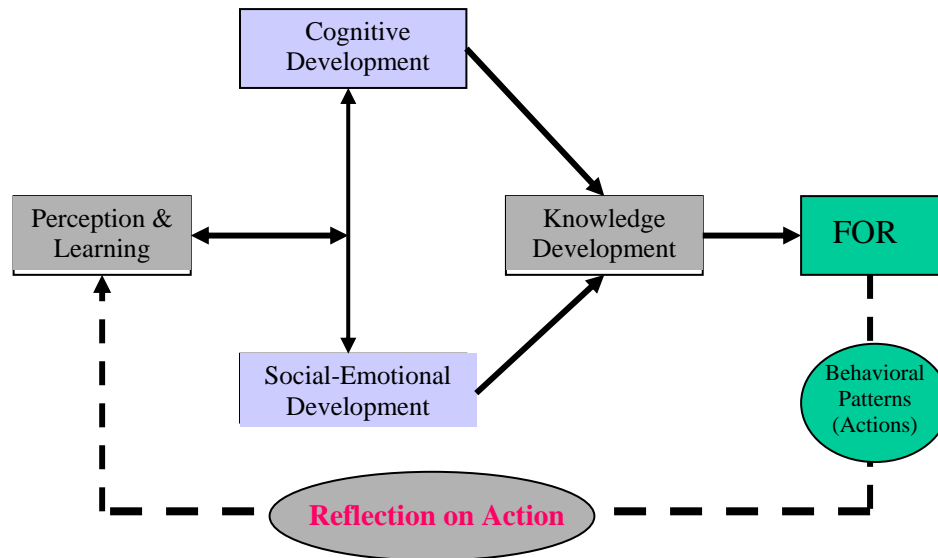 Cognitive
Development
Perception &
Learning
Knowledge
Development
FOR
Social-Emotional
Development
Behavioral
Patterns
(Actions)
Reflection on Action